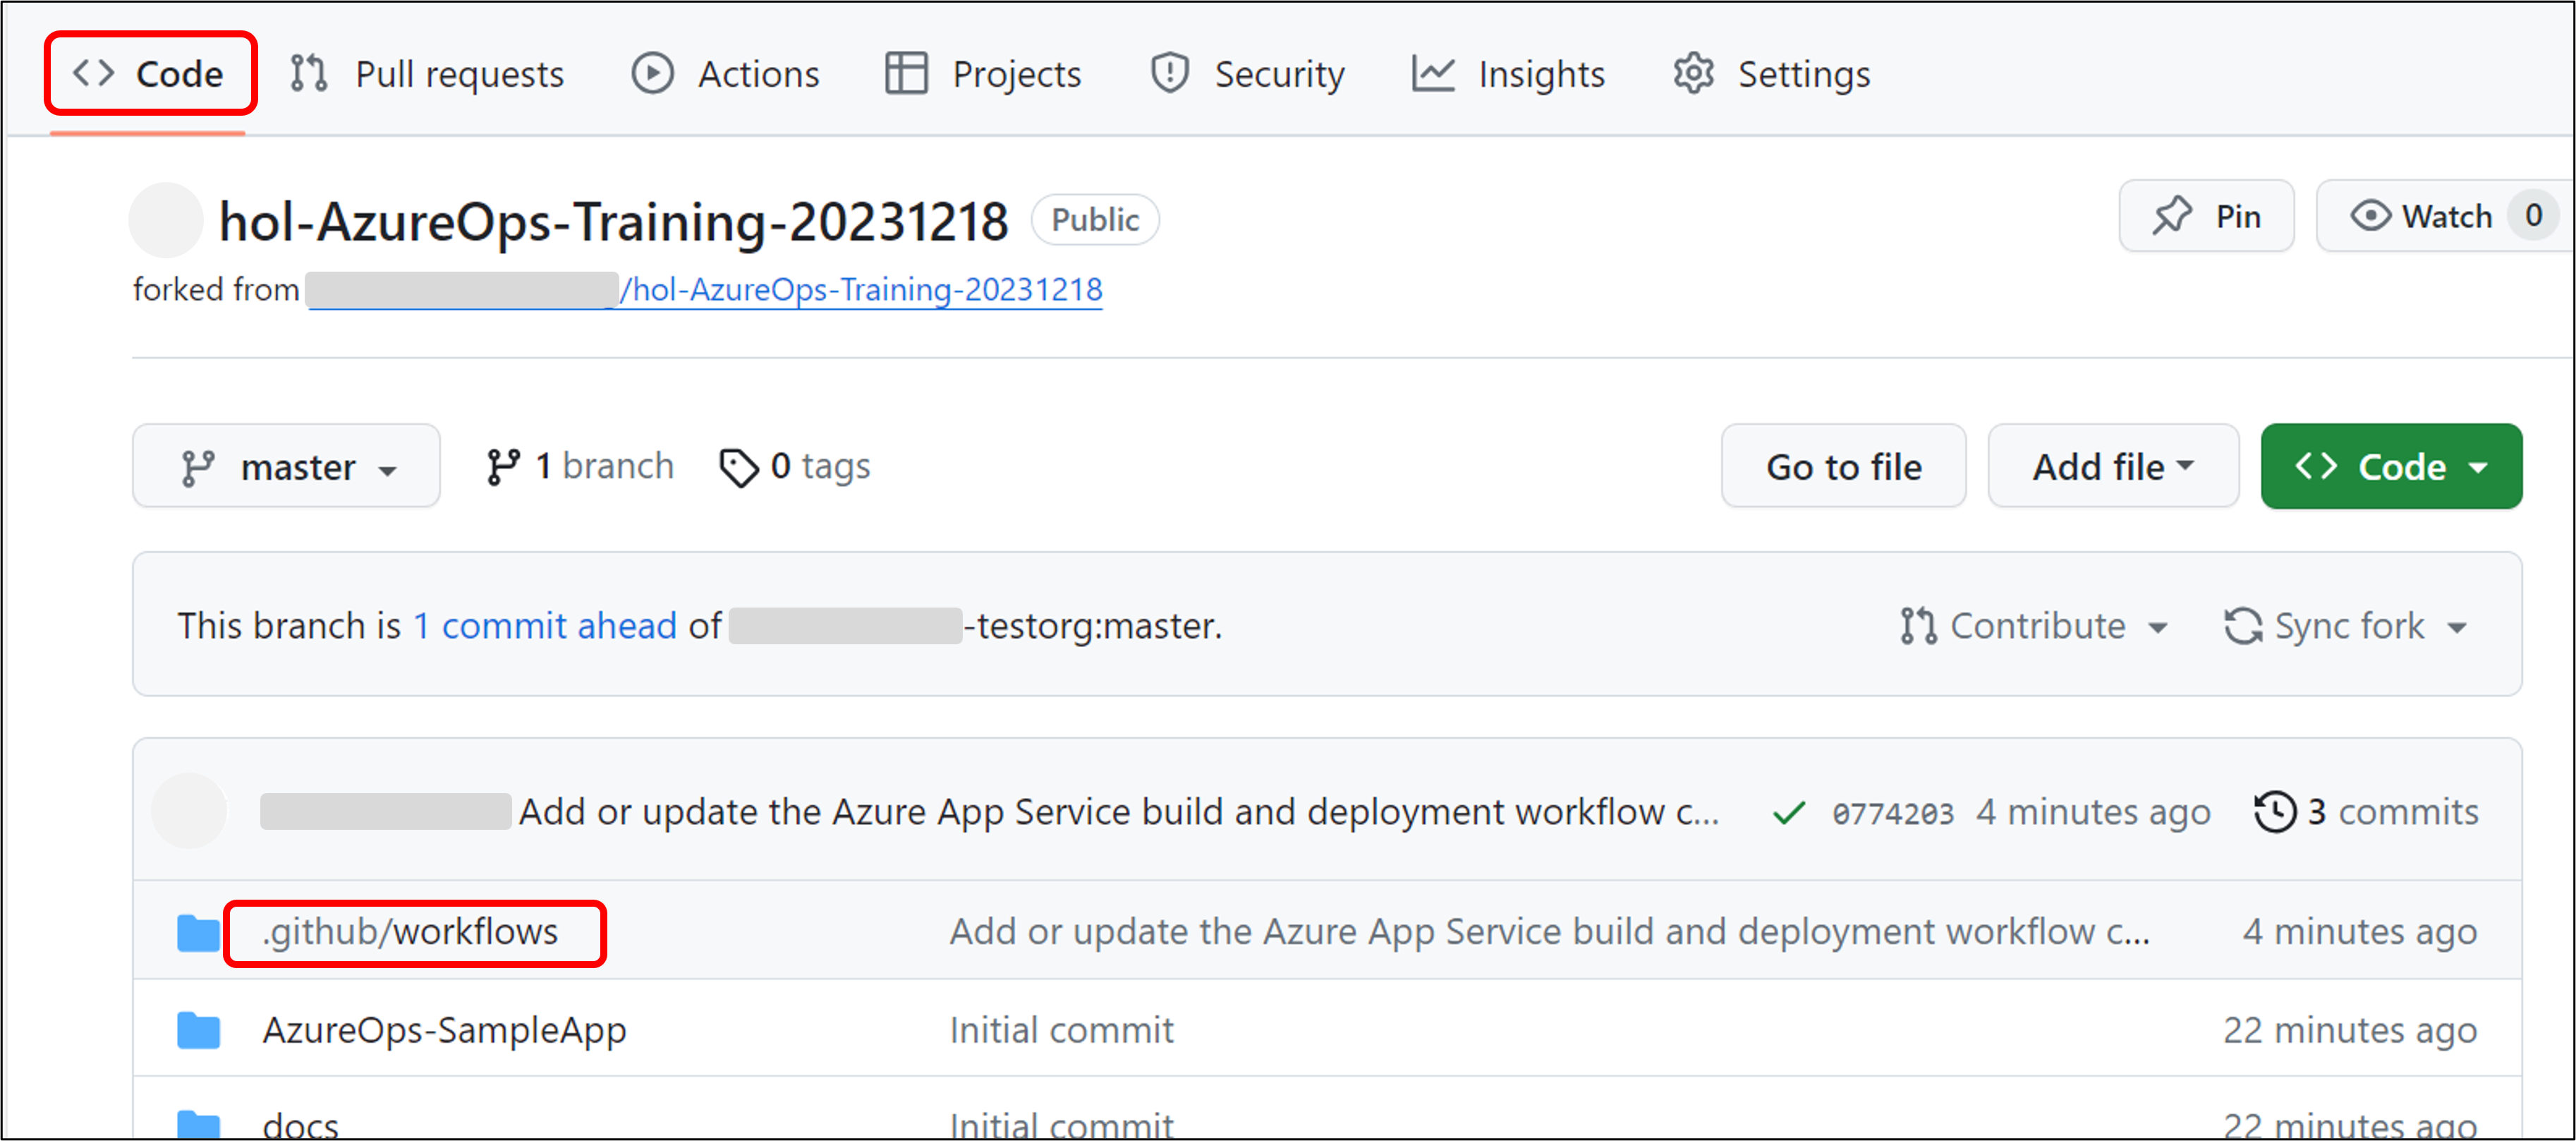 Code Pull requests Actions Projects Security Insights Settings
hol-AzureOps-Training-20231218 Public Pin Watch 0
forked from /hol-AzureOps-Training-20231218
master 1 branch 0 tags Go to file Add file Code
This branch is 1 commit ahead of -testorg:master. Contribute Sync fork
Add or update the Azure App Service build and deployment workflow c... 0774203 4 minutes ago 3 commits
.github/workflows Add or update the Azure App Service build and deployment workflow c... 4 minutes ago
AzureOps-SampleApp Initial commit 22 minutes ago
docs Initial commit 22 minutes ago